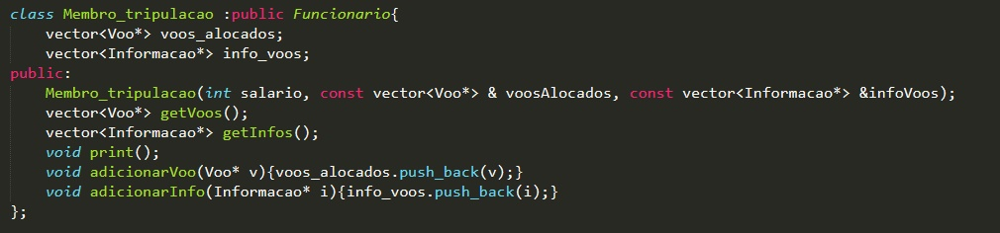 class Membro_tripulacao :public Funcionario{
    vector<Voo*> voos_alocados;
    vector<Informacao*> info_voos;
public:
    Membro_tripulacao(int salario, const vector<Voo*> & voosAlocados, const vector<Informacao*> &infoVoos);
    vector<Voo*> getVoos();
    vector<Informacao*> getInfos();
    void print();
    void adicionarVoo(Voo* v){voos_alocados.push_back(v);}
    void adicionarInfo(Informacao* i){info_voos.push_back(i);}
};